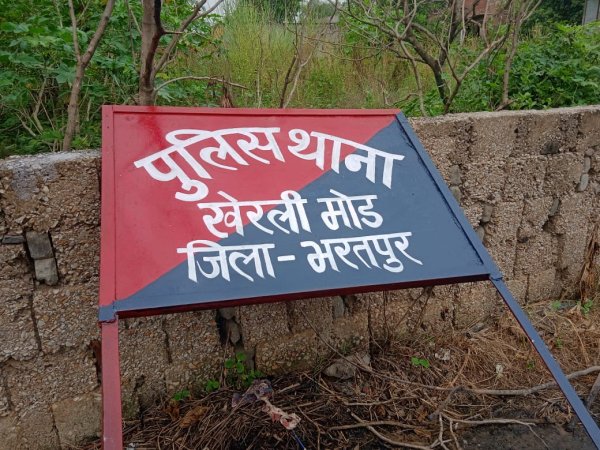 पुलिस थाना
खेरली मोड
जिला - भरतपुर